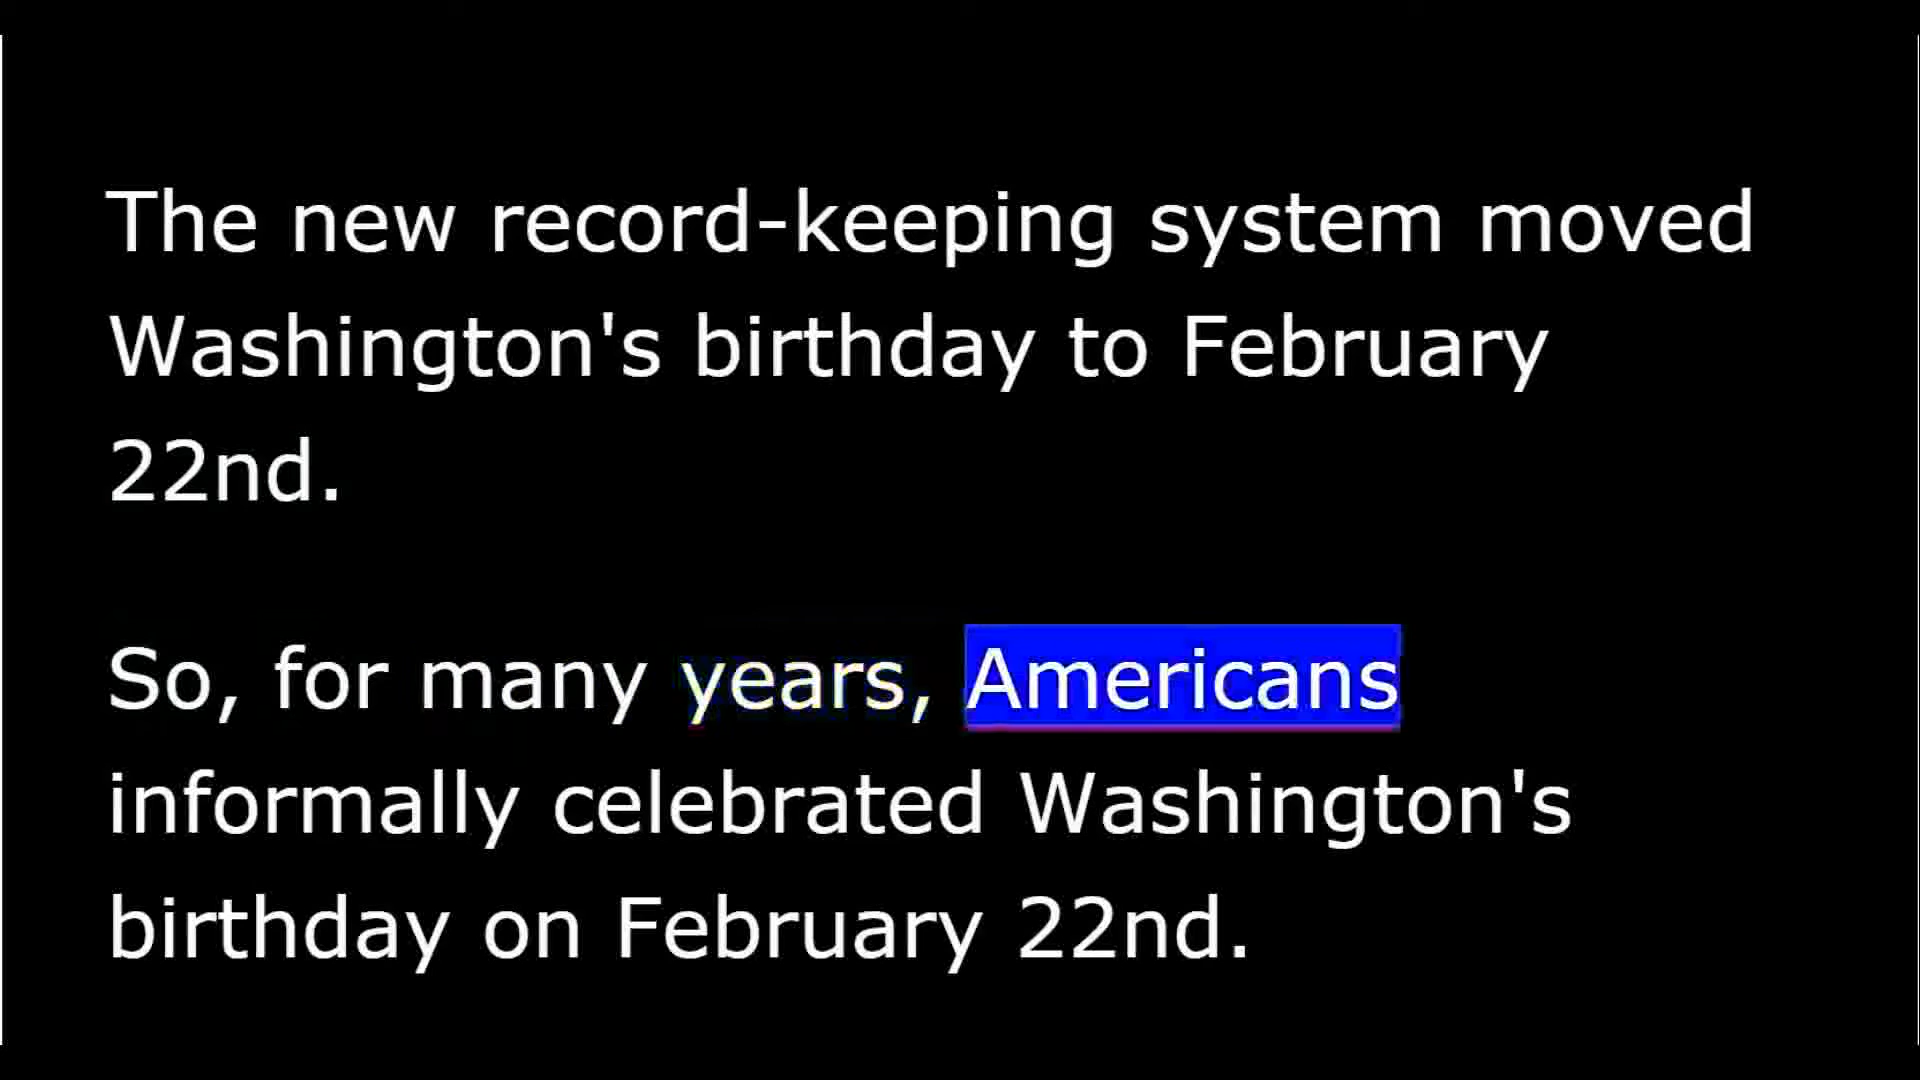 The new record-keeping system moved
Washington's birthday to February
22nd.
So, for many years, Americans
informally celebrated Washington's
birthday on February 22nd.